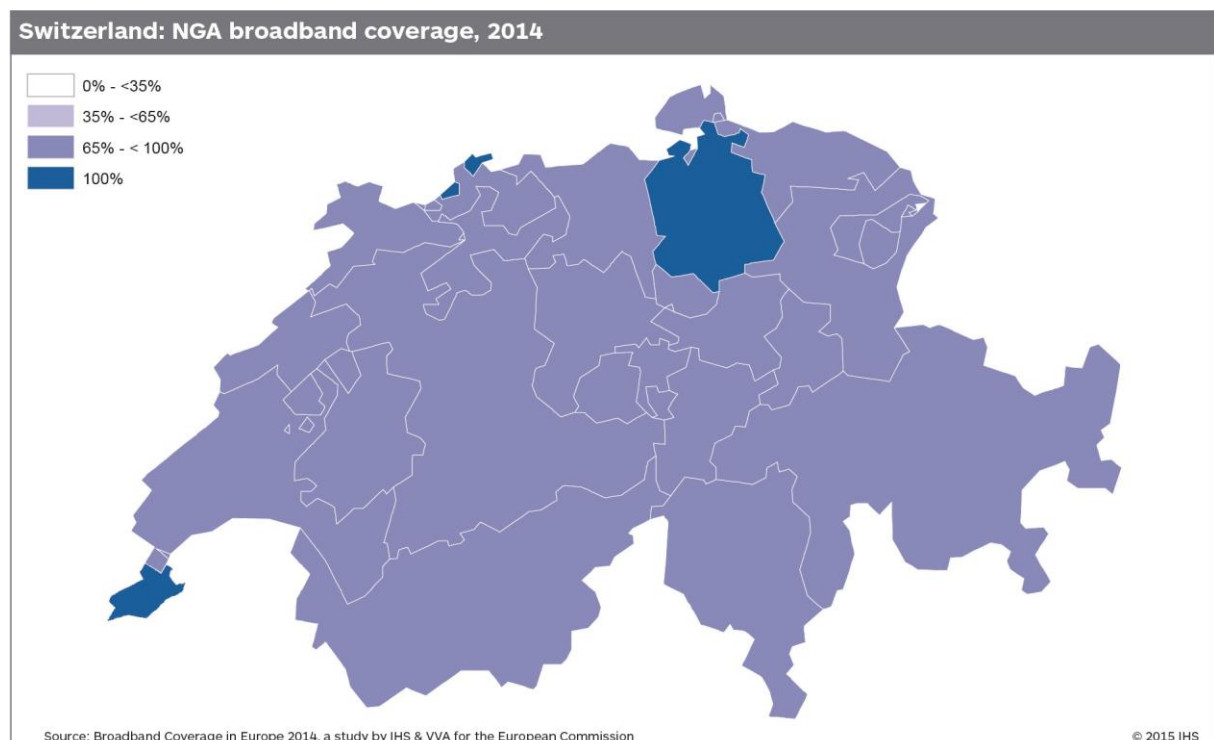 Switzerland: NGA broadband coverage, 2014
0% - <35%
35% - <65%
65% - < 100%
100%
Source: Broadband Coverage in Europe 2014, a study by IHS & VVA for the European Commission
© 2015 IHS